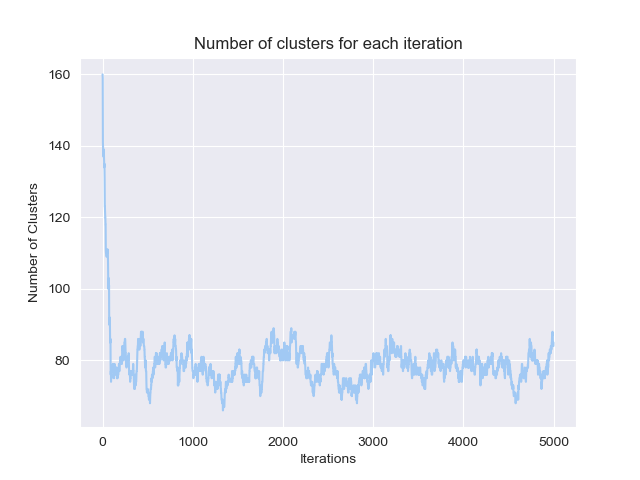 Number of clusters for each iteration
160
140
120
100
80
Number of Clusters
0 1000 2000 3000 4000 5000
Iterations